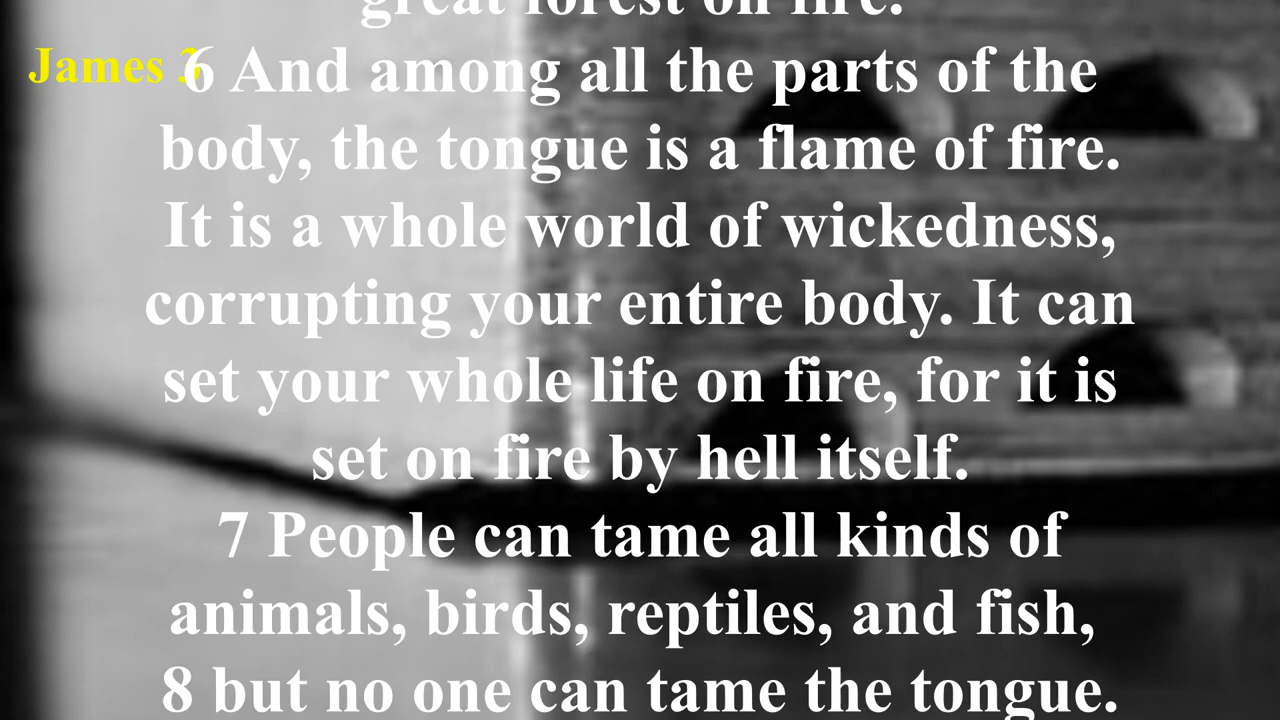 great forest on fire.
James 3
6 And among all the parts of the
body, the tongue is a flame of fire.
It is a whole world of wickedness,
corrupting your entire body. It can
set your whole life on fire, for it is
set on fire by hell itself.
7 People can tame all kinds of
animals, birds, reptiles, and fish,
8 but no one can tame the tongue.